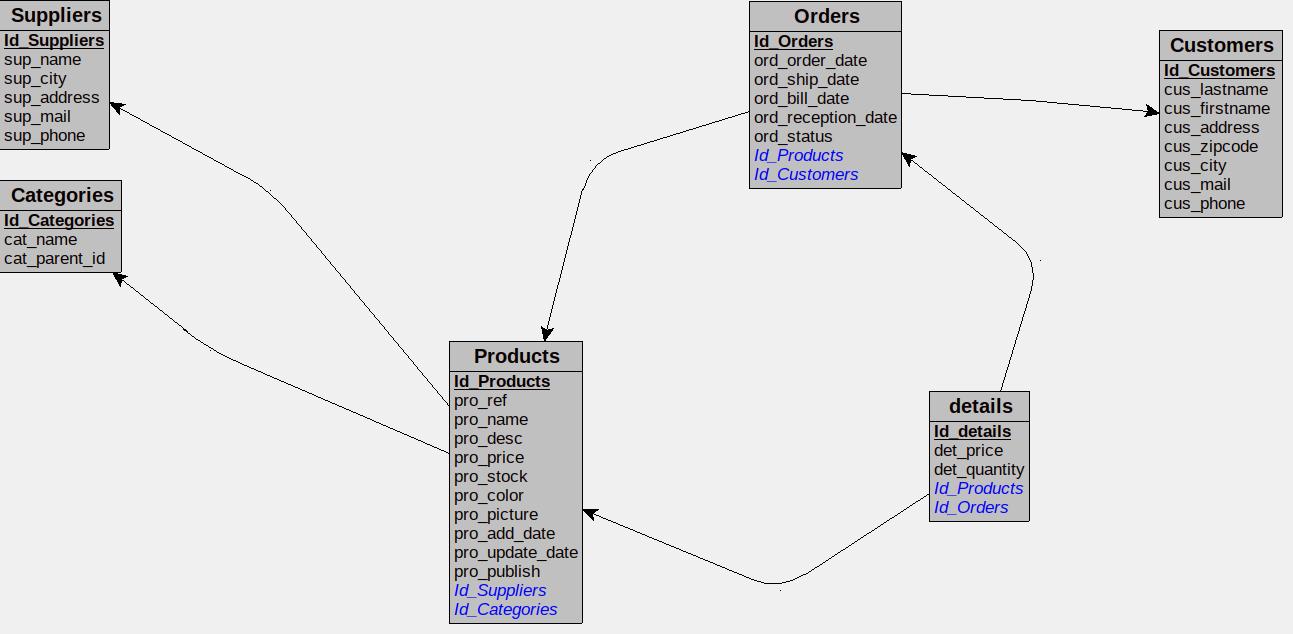 Suppliers
Id_Suppliers
sup_name
sup_city
sup_address
sup_mail
sup_phone
Categories
Id_Categories
cat_name
cat_parent_id
Orders
Id_Orders
ord_order_date
ord_ship_date
ord_bill_date
ord_reception_date
ord_status
Id_Products
Id_Customers
Customers
Id_Customers
cus_lastname
cus_firstname
cus_address
cus_zipcode
cus_city
cus_mail
cus_phone
Products
Id_Products
pro_ref
pro_name
pro_desc
pro_price
pro_stock
pro_color
pro_picture
pro_add_date
pro_update_date
pro_publish
Id_Suppliers
Id_Categories
details
Id_details
det_price
det_quantity
Id_Products
Id_Orders